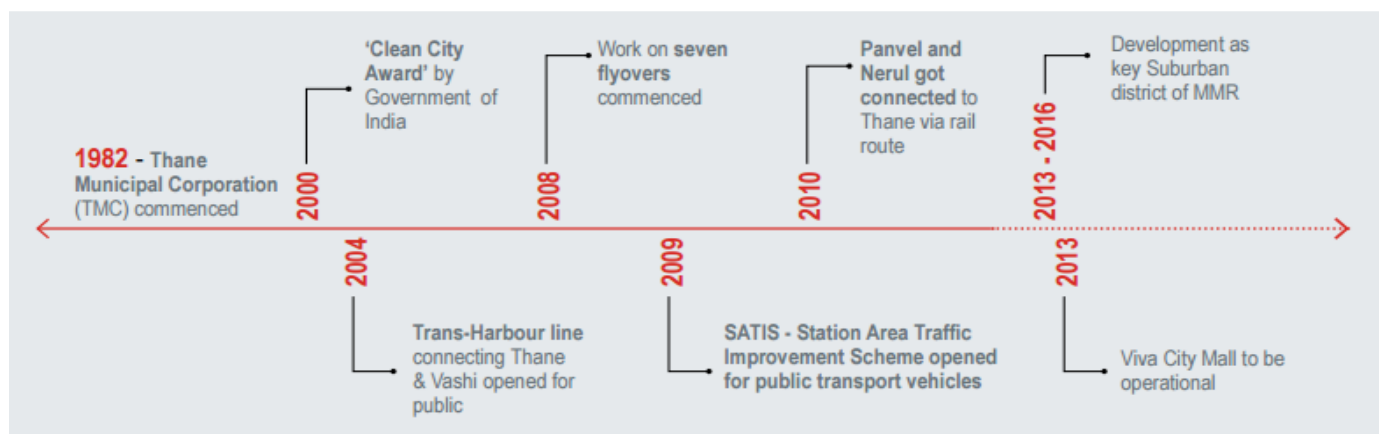 1982 - Thane
Municipal Corporation
(TMC) commenced
2000
‘Clean City
Award’ by
Government of
India
2004
Trans-Harbour line
connecting Thane
& Vashi opened for
public
2008
Work on seven
flyovers
commenced
2009
SATIS - Station Area Traffic
Improvement Scheme opened
for public transport vehicles
2010
Panvel and
Nerul got
connected to
Thane via rail
route
2013 - 2016
Development as
key Suburban
district of MMR
2013
Viva City Mall to be
operational